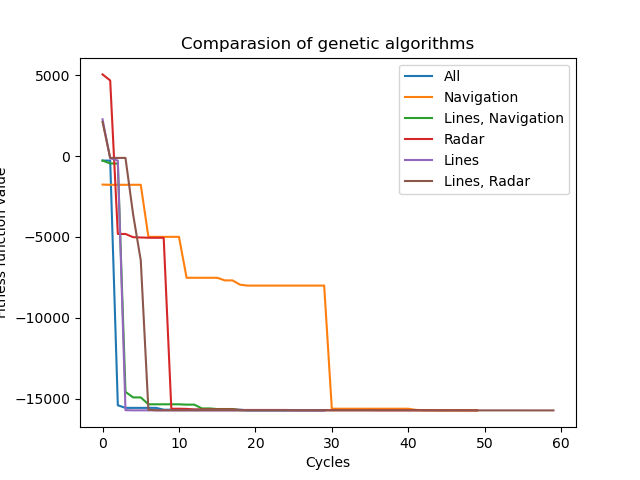 Comparasion of genetic algorithms
5000
0
−5000
−10000
−15000
0 10 20 30 40 50 60
Cycles
function value
All
Navigation
Lines, Navigation
Radar
Lines
Lines, Radar